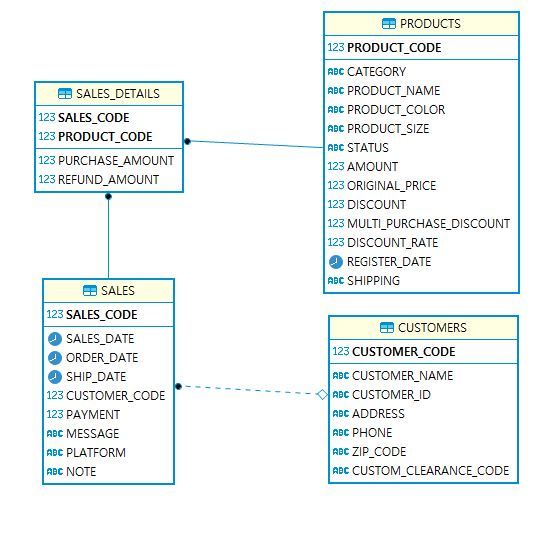 PRODUCTS
123 PRODUCT_CODE
ABC CATEGORY
ABC PRODUCT_NAME
ABC PRODUCT_COLOR
ABC PRODUCT_SIZE
ABC STATUS
123 AMOUNT
123 ORIGINAL_PRICE
123 DISCOUNT
123 MULTI_PURCHASE_DISCOUNT
123 DISCOUNT_RATE
REGISTER_DATE
ABC SHIPPING
SALES_DETAILS
123 SALES_CODE
123 PRODUCT_CODE
123 PURCHASE_AMOUNT
123 REFUND_AMOUNT
SALES
123 SALES_CODE
SALES_DATE
ORDER_DATE
SHIP_DATE
123 CUSTOMER_CODE
123 PAYMENT
ABC MESSAGE
ABC PLATFORM
ABC NOTE
CUSTOMERS
123 CUSTOMER_CODE
ABC CUSTOMER_NAME
ABC CUSTOMER_ID
ABC ADDRESS
ABC PHONE
ABC ZIP_CODE
ABC CUSTOM_CLEARANCE_CODE